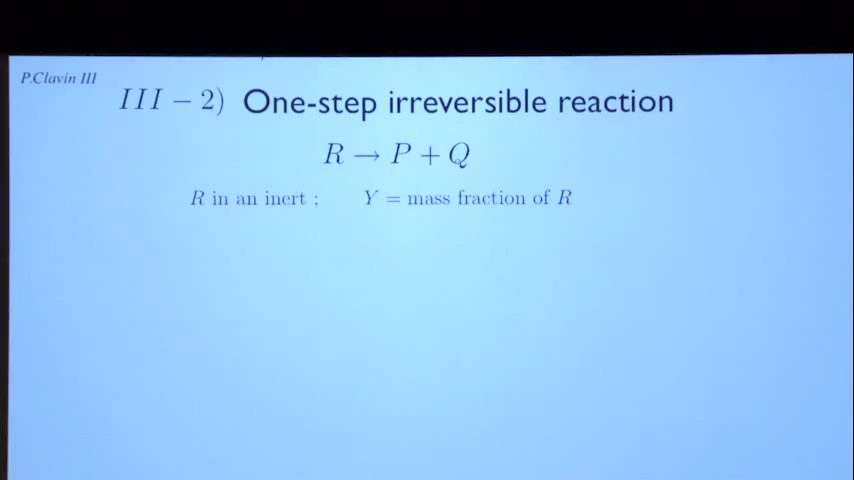 P.Clavin III
III – 2) One-step irreversible reaction
R → P + Q
R in an inert ; Y = mass fraction of R